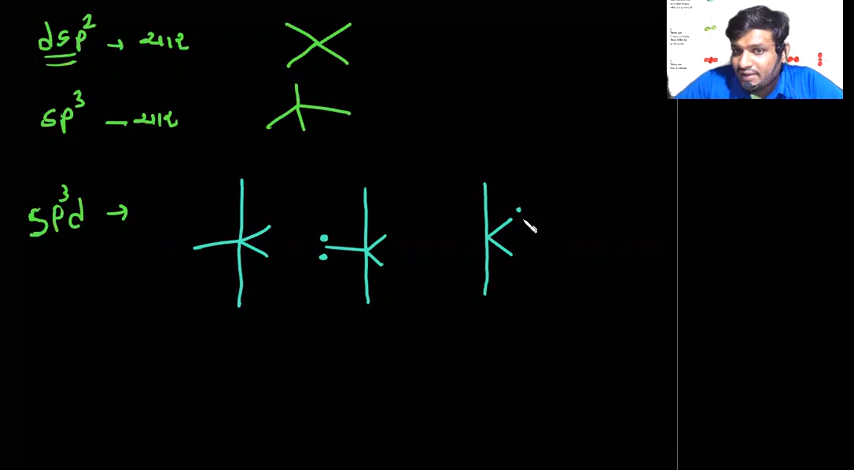 dsp² → ચાર
sp³ — ચાર
sp³d →